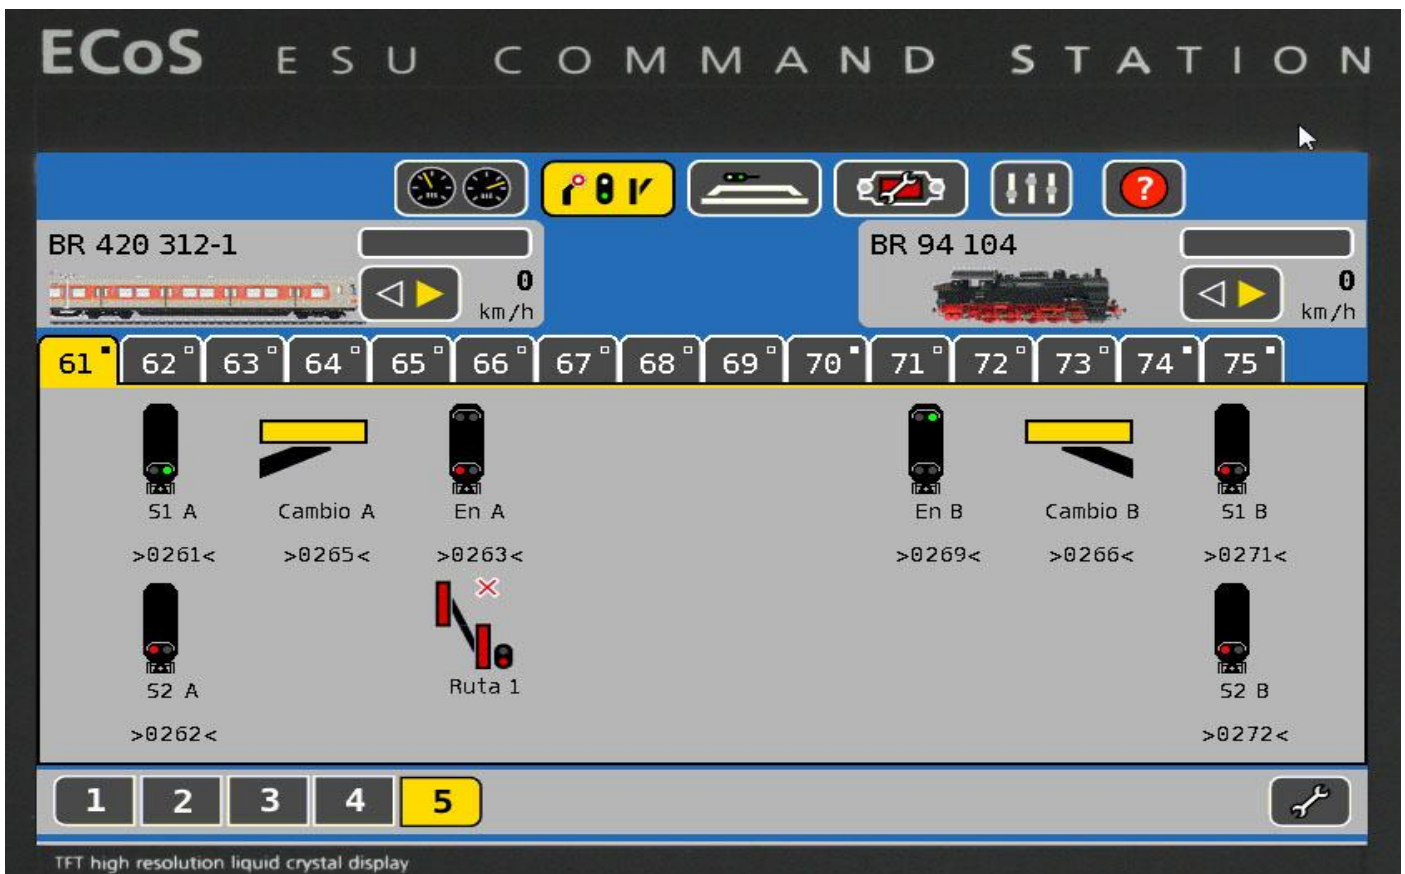 ECoS ESU COMMAND STATION
?
BR 420 312-1
0
km/h
BR 94 104
0
km/h
61 62 63 64 65 66 67 68 69 70 71 72 73 74 75
S1 A Cambio A En A En B Cambio B S1 B
>0261< >0265< >0263< >0269< >0266< >0271<
S2 A Ruta 1 S2 B
>0262< >0272<
1 2 3 4 5
TFT high resolution liquid crystal display